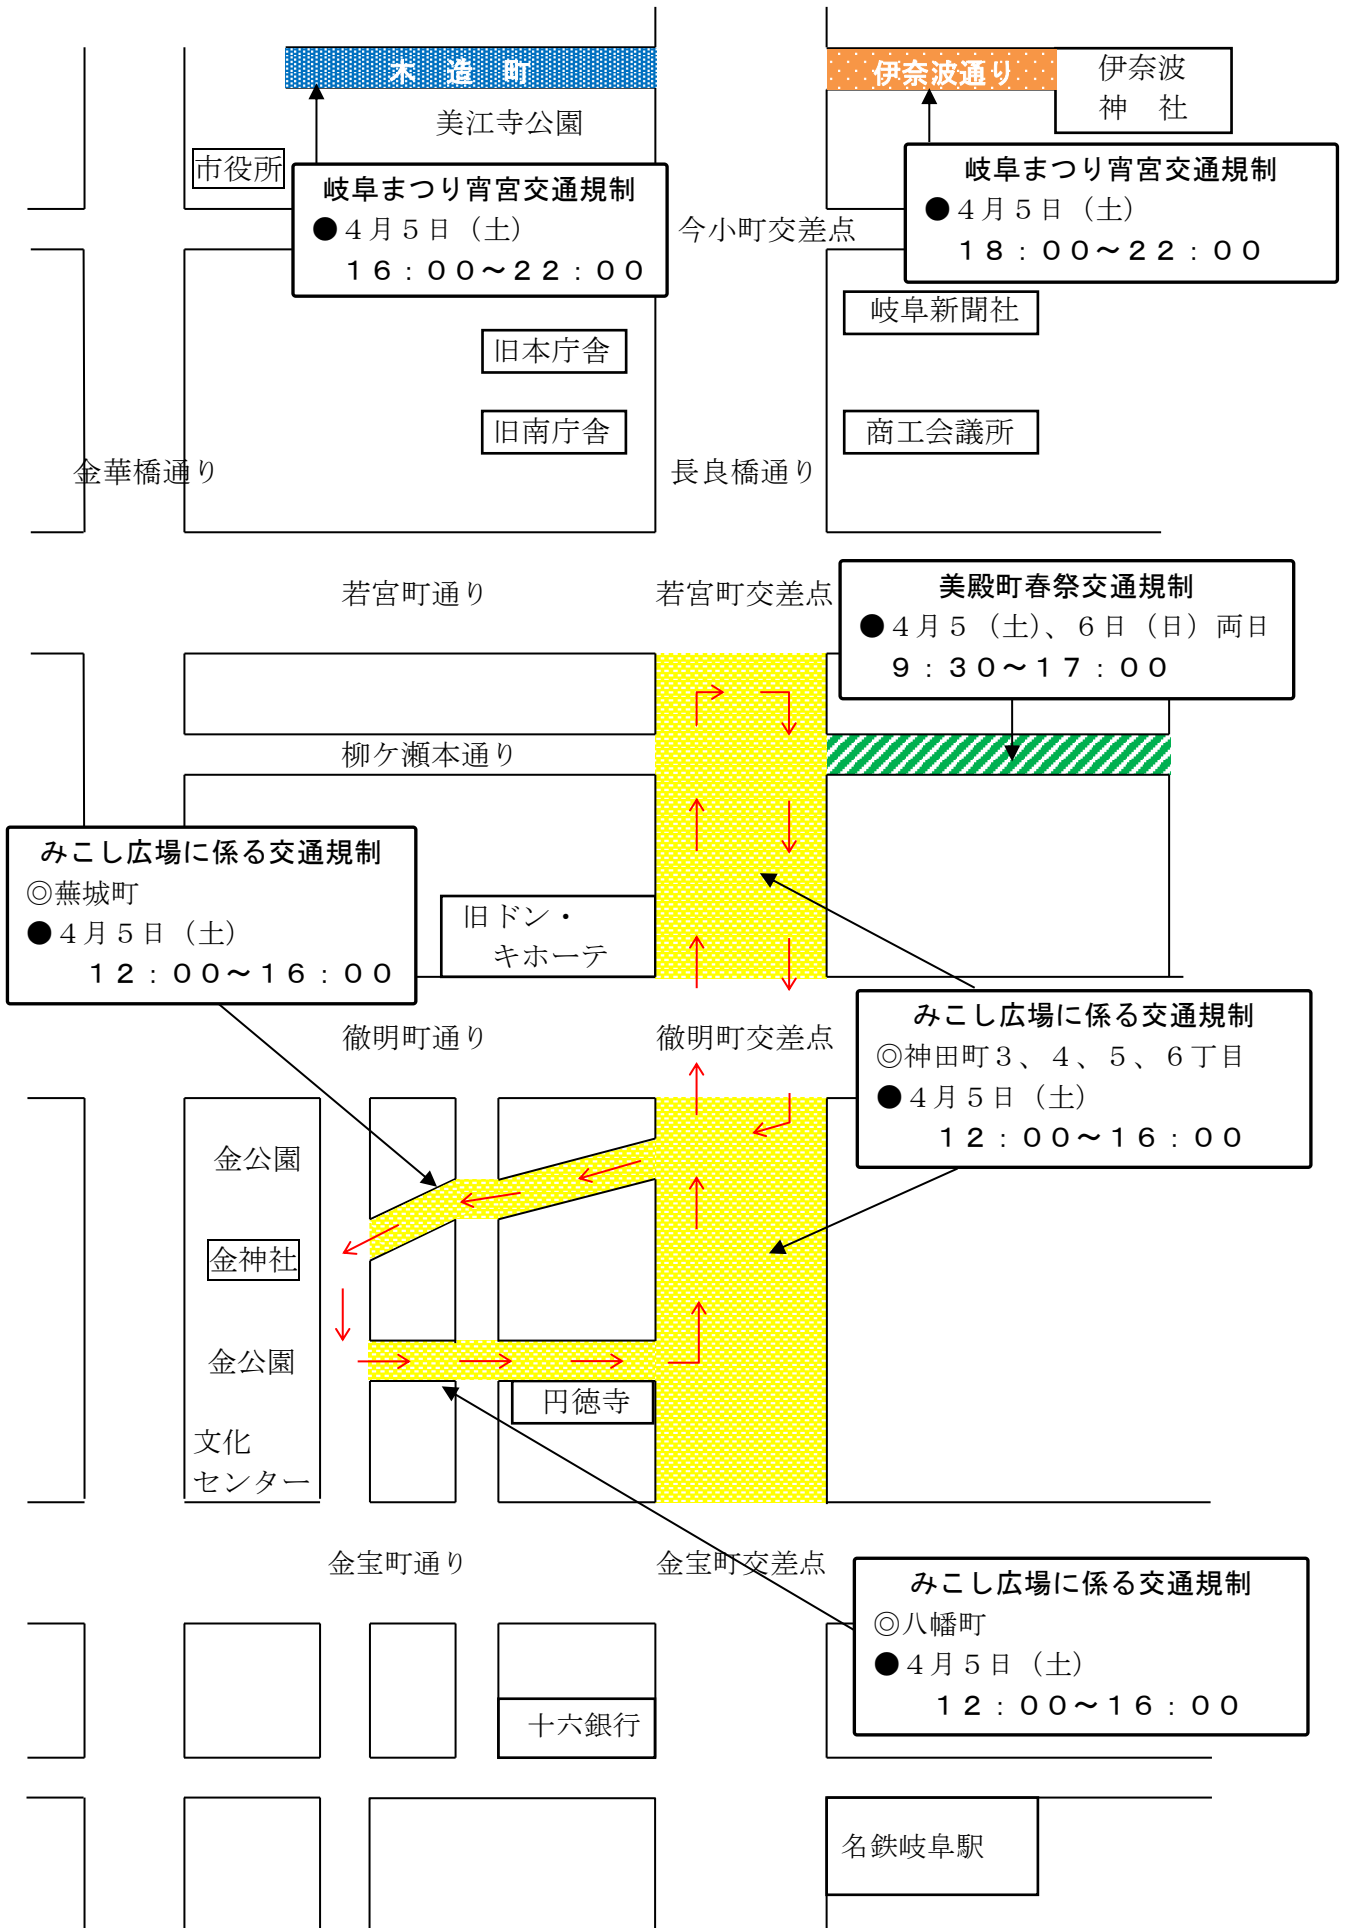 木　造　町
伊奈波通り
伊奈波
神　社
美江寺公園
市役所
岐阜まつり宵宮交通規制
●４月５日（土）
１６：００～２２：００
岐阜まつり宵宮交通規制
●４月５日（土）
１８：００～２２：００
今小町交差点
岐阜新聞社
旧本庁舎
旧南庁舎
商工会議所
金華橋通り
長良橋通り
若宮町通り
若宮町交差点
美殿町春祭交通規制
●４月５（土）、６日（日）両日
９：３０～１７：００
柳ケ瀬本通り
みこし広場に係る交通規制
◎蕪城町
●４月５日（土）
１２：００～１６：００
旧ドン・
キホーテ
徹明町通り
徹明町交差点
みこし広場に係る交通規制
◎神田町３、４、５、６丁目
●４月５日（土）
１２：００～１６：００
金公園
金神社
金公園
円徳寺
文化
センター
金宝町通り
金宝町交差点
みこし広場に係る交通規制
◎八幡町
●４月５日（土）
１２：００～１６：００
十六銀行
名鉄岐阜駅